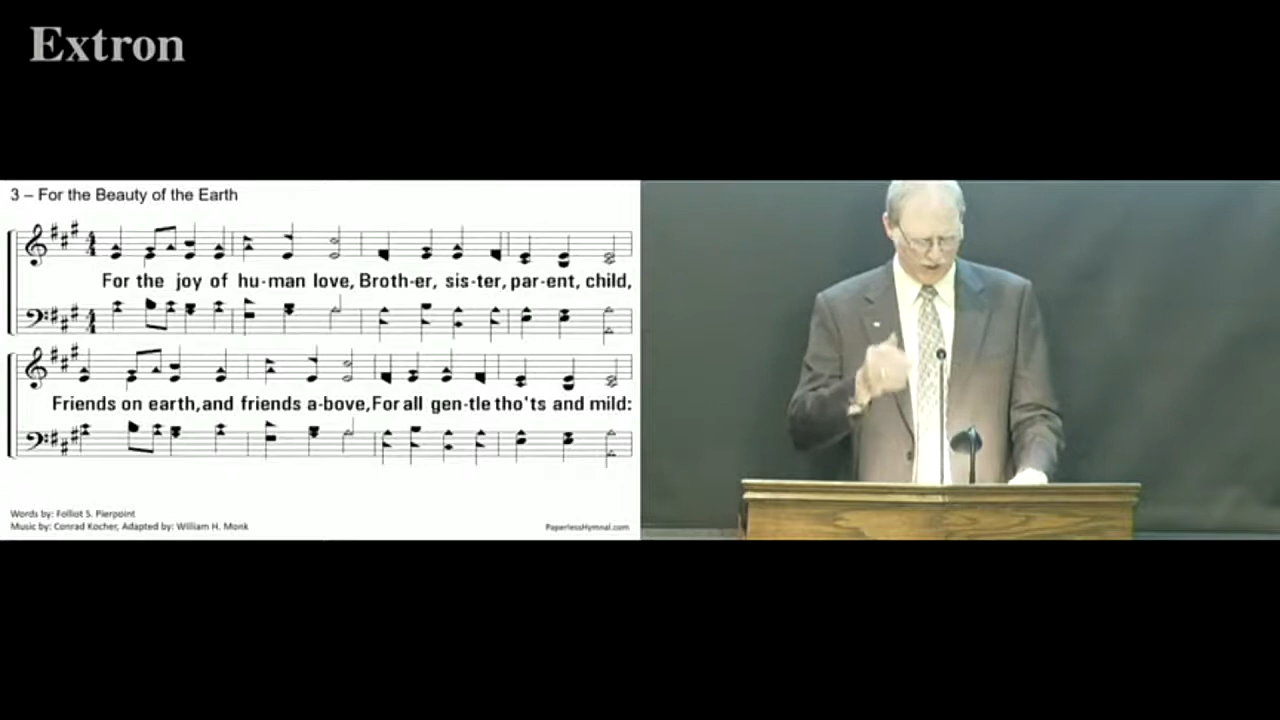 Extron
3 – For the Beauty of the Earth
For the joy of hu-man love, Broth-er, sis-ter, par-ent, child,
Friends on earth, and friends a-bove, For all gen-tle tho'ts and mild:
Words by: Folliot S. Pierpoint
Music by: Conrad Kocher, Adapted by: William H. Monk
PaperlessHymnal.com